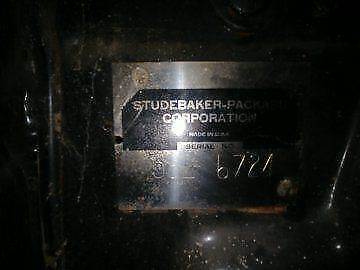 STUDEBAKER-PACKARD
CORPORATION
MADE IN U.S.A.
SERIAL NO.
6724